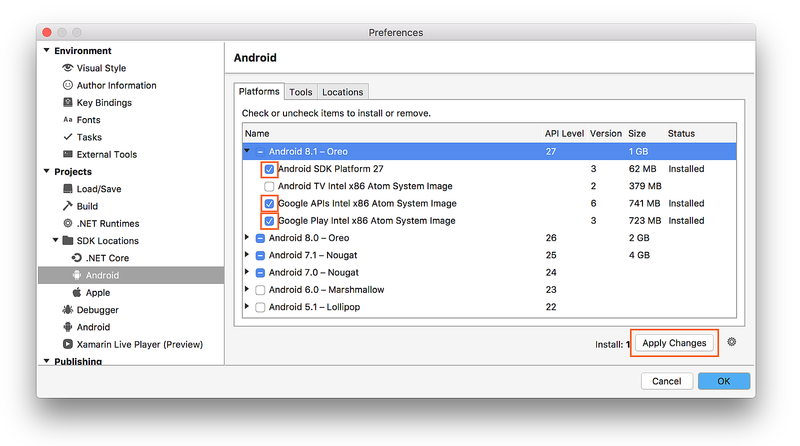 Preferences
Environment
Visual Style
Author Information
Key Bindings
Aa Fonts
Tasks
External Tools
Projects
Load/Save
Build
.NET Runtimes
SDK Locations
.NET Core
Android
Apple
Debugger
Android
Xamarin Live Player (Preview)
Publishing
Android
Platforms Tools Locations
Check or uncheck items to install or remove.
Name API Level Version Size Status
Android 8.1 – Oreo 27 1 GB
Android SDK Platform 27 3 62 MB Installed
Android TV Intel x86 Atom System Image 2 379 MB
Google APIs Intel x86 Atom System Image 6 741 MB Installed
Google Play Intel x86 Atom System Image 3 723 MB Installed
Android 8.0 – Oreo 26 2 GB
Android 7.1 – Nougat 25 4 GB
Android 7.0 – Nougat 24
Android 6.0 – Marshmallow 23
Android 5.1 – Lollipop 22
Install: 1 Apply Changes
Cancel OK